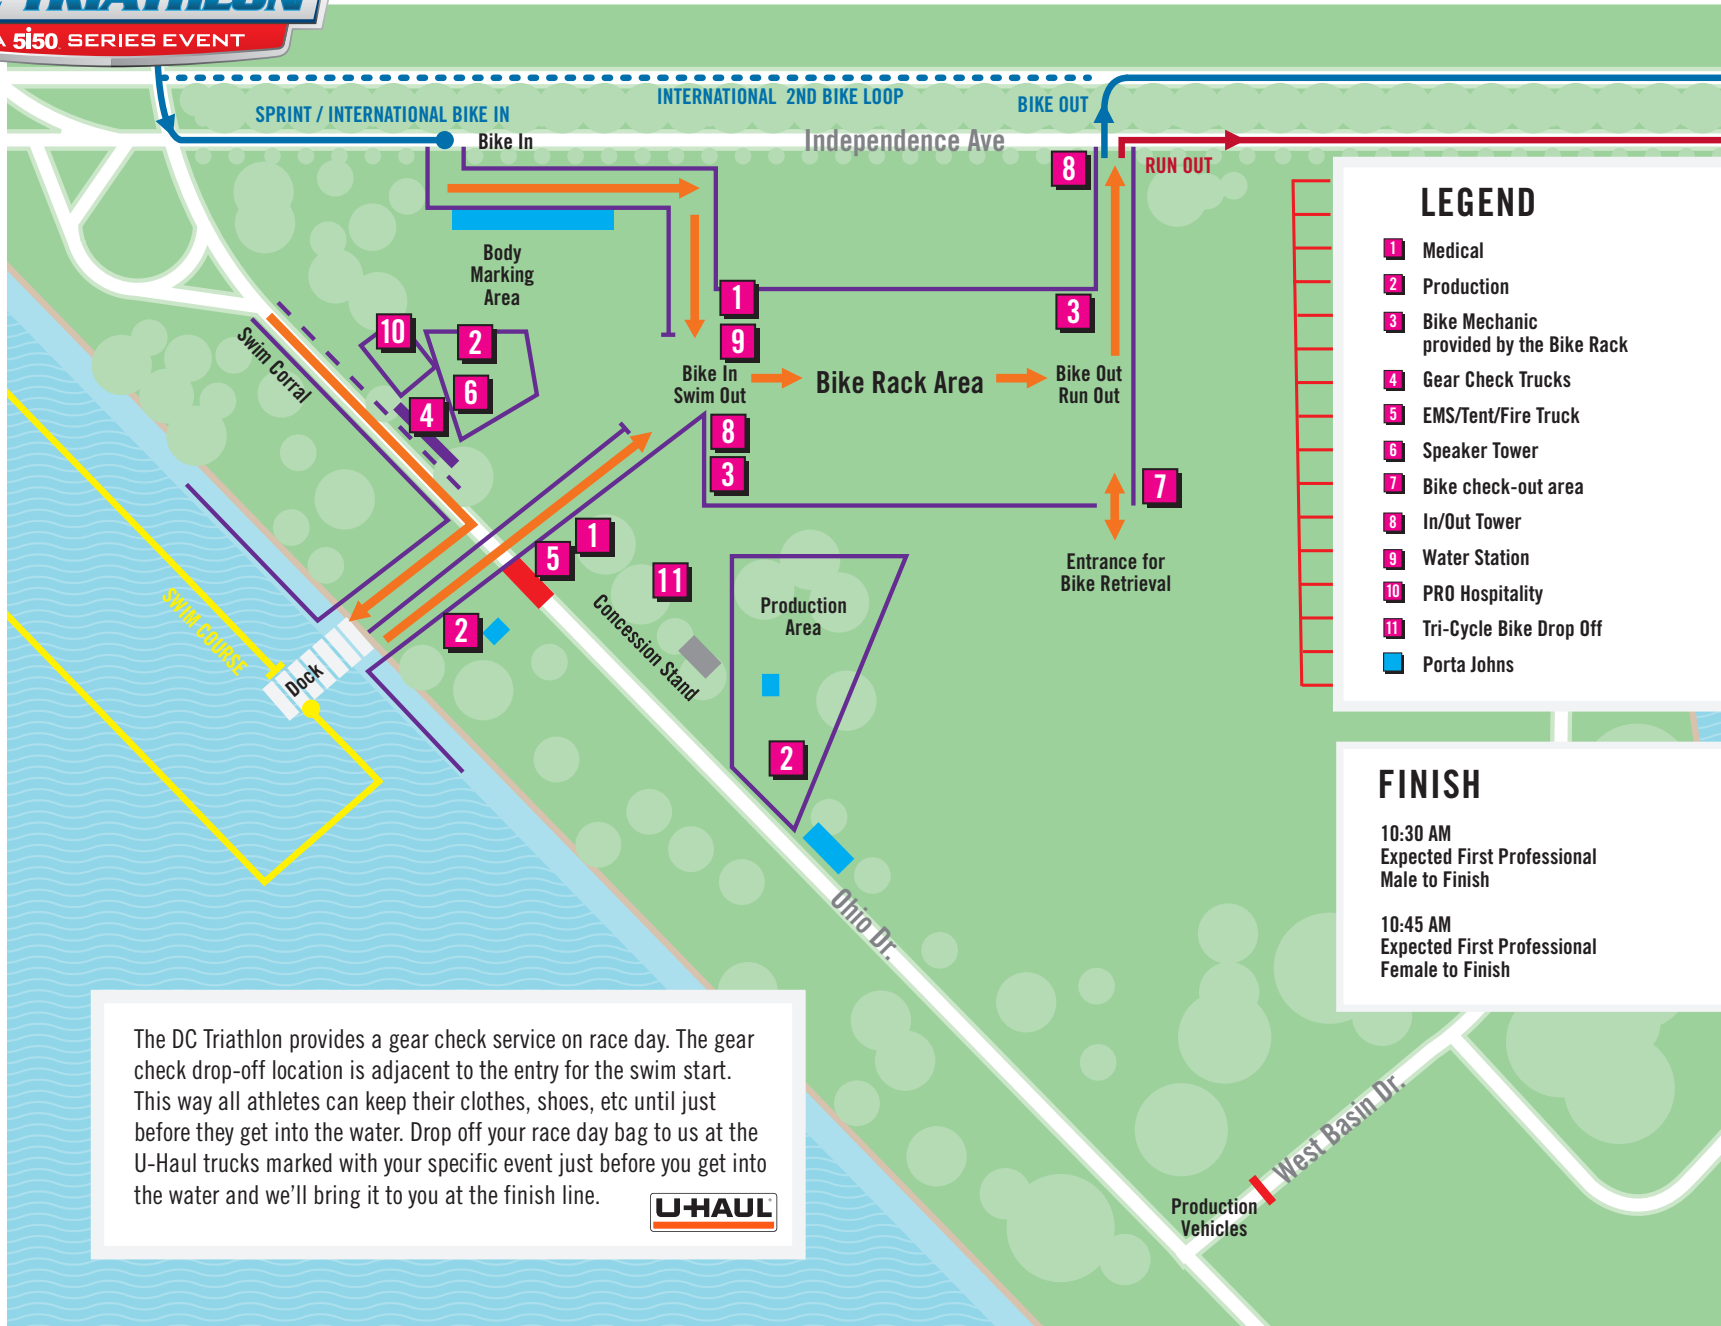 TRIATHLON
A 5i50 SERIES EVENT
SPRINT / INTERNATIONAL BIKE IN
INTERNATIONAL 2ND BIKE LOOP
BIKE OUT
Bike In
Independence Ave
RUN OUT
8
Body
Marking
Area
1
3
10
2
9
Swim Corral
6
4
Bike In
Swim Out
Bike Rack Area
Bike Out
Run Out
8
3
7
1
5
11
Entrance for
Bike Retrieval
SWIM COURSE
2
Concession Stand
Production
Area
Dock
2
Ohio Dr.
West Basin Dr.
Production
Vehicles
LEGEND
1 Medical
2 Production
3 Bike Mechanic
provided by the Bike Rack
4 Gear Check Trucks
5 EMS/Tent/Fire Truck
6 Speaker Tower
7 Bike check-out area
8 In/Out Tower
9 Water Station
10 PRO Hospitality
11 Tri-Cycle Bike Drop Off
Porta Johns
FINISH
10:30 AM
Expected First Professional
Male to Finish
10:45 AM
Expected First Professional
Female to Finish
The DC Triathlon provides a gear check service on race day. The gear
check drop-off location is adjacent to the entry for the swim start.
This way all athletes can keep their clothes, shoes, etc until just
before they get into the water. Drop off your race day bag to us at the
U-Haul trucks marked with your specific event just before you get into
the water and we'll bring it to you at the finish line.
U-HAUL